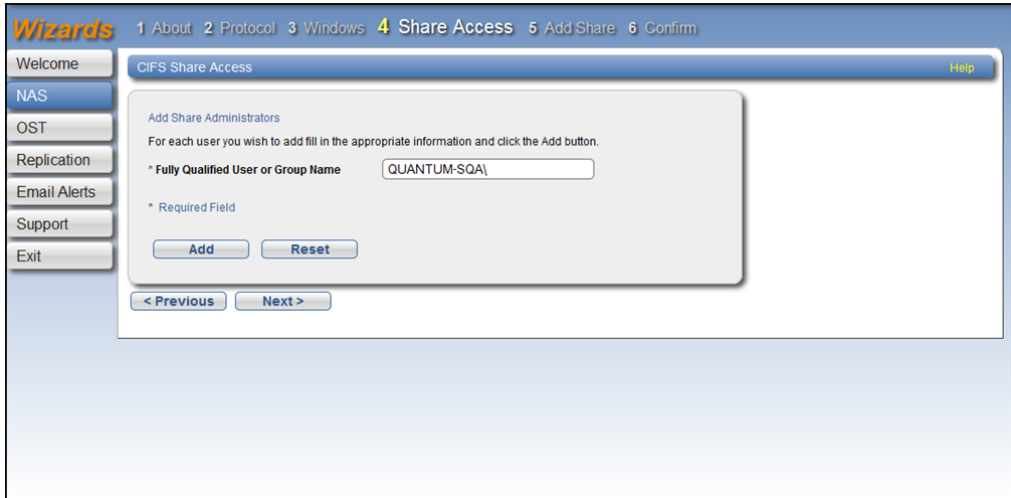 Wizards 1 About 2 Protocol 3 Windows 4 Share Access 5 Add Share 6 Confirm
Welcome
NAS
OST
Replication
Email Alerts
Support
Exit
CIFS Share Access Help
Add Share Administrators
For each user you wish to add fill in the appropriate information and click the Add button.
* Fully Qualified User or Group Name QUANTUM-SQA\
* Required Field
Add Reset
< Previous Next >